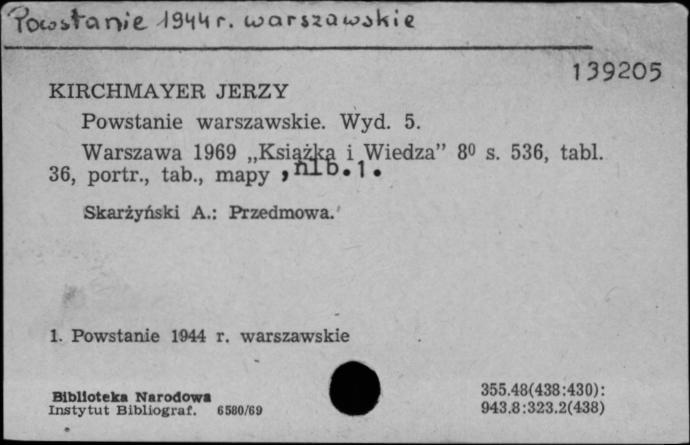 Powstanie 1944 r. warszawskie
139205
KIRCHMAYER JERZY
Powstanie warszawskie. Wyd. 5.
Warszawa 1969 „Książka i Wiedza” 8⁰ s. 536, tabl.
36, portr., tab., mapy , nlb. 1.
Skarżyński A.: Przedmowa.
1. Powstanie 1944 r. warszawskie
Biblioteka Narodowa
Instytut Bibliograf. 6580/69
355.48(438:430):
943.8:323.2(438)